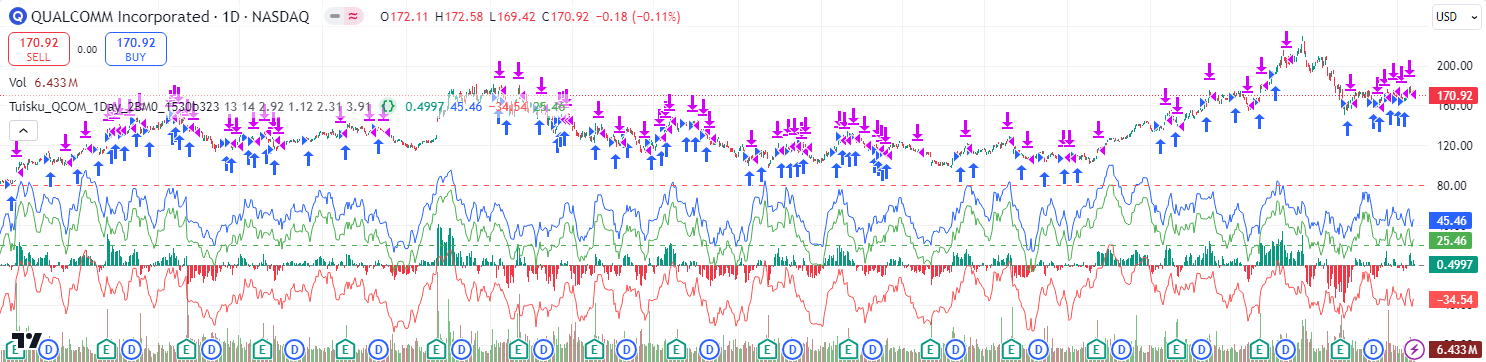 QUALCOMM Incorporated · 1D · NASDAQ O172.11 H172.58 L169.42 C170.92 −0.18 (−0.11%) USD
170.92 SELL 0.00 170.92 BUY
Vol 6.433 M
200.00
170.92
Tuisku_QCOM_1Day_2BM0_1530b323 13 14 2.92 1.12 2.31 3.91 0.4997 45.46 −34.54 25.46
160.00
120.00
80.00
45.46
25.46
0.4997
−34.54
E D E D E D E D E D E D E D E D E D E D E D E D E D E D E D E D E D
6.433 M